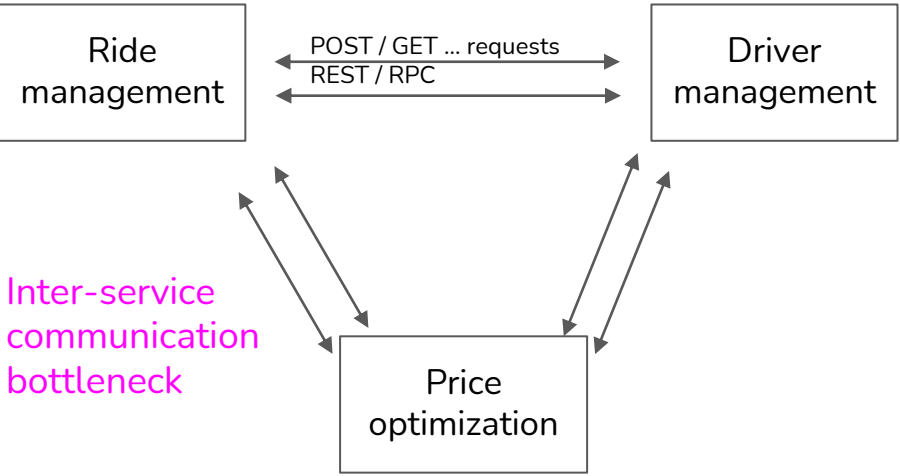 Ride
management
POST / GET ... requests
REST / RPC
Driver
management
Inter-service
communication
bottleneck
Price
optimization